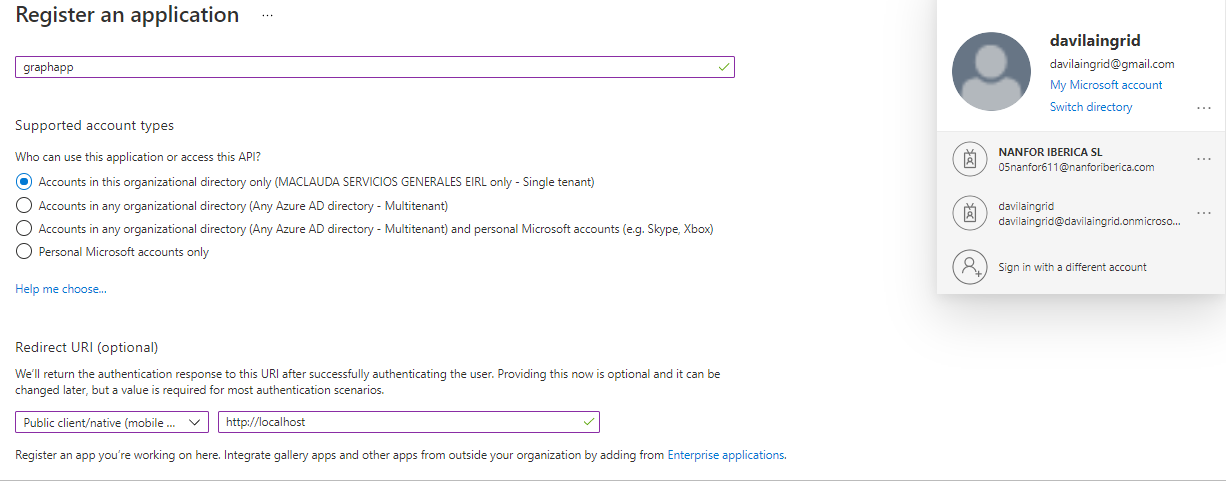 Register an application ...
graphapp
Supported account types
Who can use this application or access this API?
Accounts in this organizational directory only (MACLAUDA SERVICIOS GENERALES EIRL only - Single tenant)
Accounts in any organizational directory (Any Azure AD directory - Multitenant)
Accounts in any organizational directory (Any Azure AD directory - Multitenant) and personal Microsoft accounts (e.g. Skype, Xbox)
Personal Microsoft accounts only
Help me choose...
Redirect URI (optional)
We'll return the authentication response to this URI after successfully authenticating the user. Providing this now is optional and it can be
changed later, but a value is required for most authentication scenarios.
Public client/native (mobile ...
http://localhost
Register an app you're working on here. Integrate gallery apps and other apps from outside your organization by adding from Enterprise applications.
davilaingrid
davilaingrid@gmail.com
My Microsoft account
Switch directory
...
NANFOR IBERICA SL
...
05nanfor611@nanforiberica.com
davilaingrid
...
davilaingrid@davilaingrid.onmicroso...
Sign in with a different account